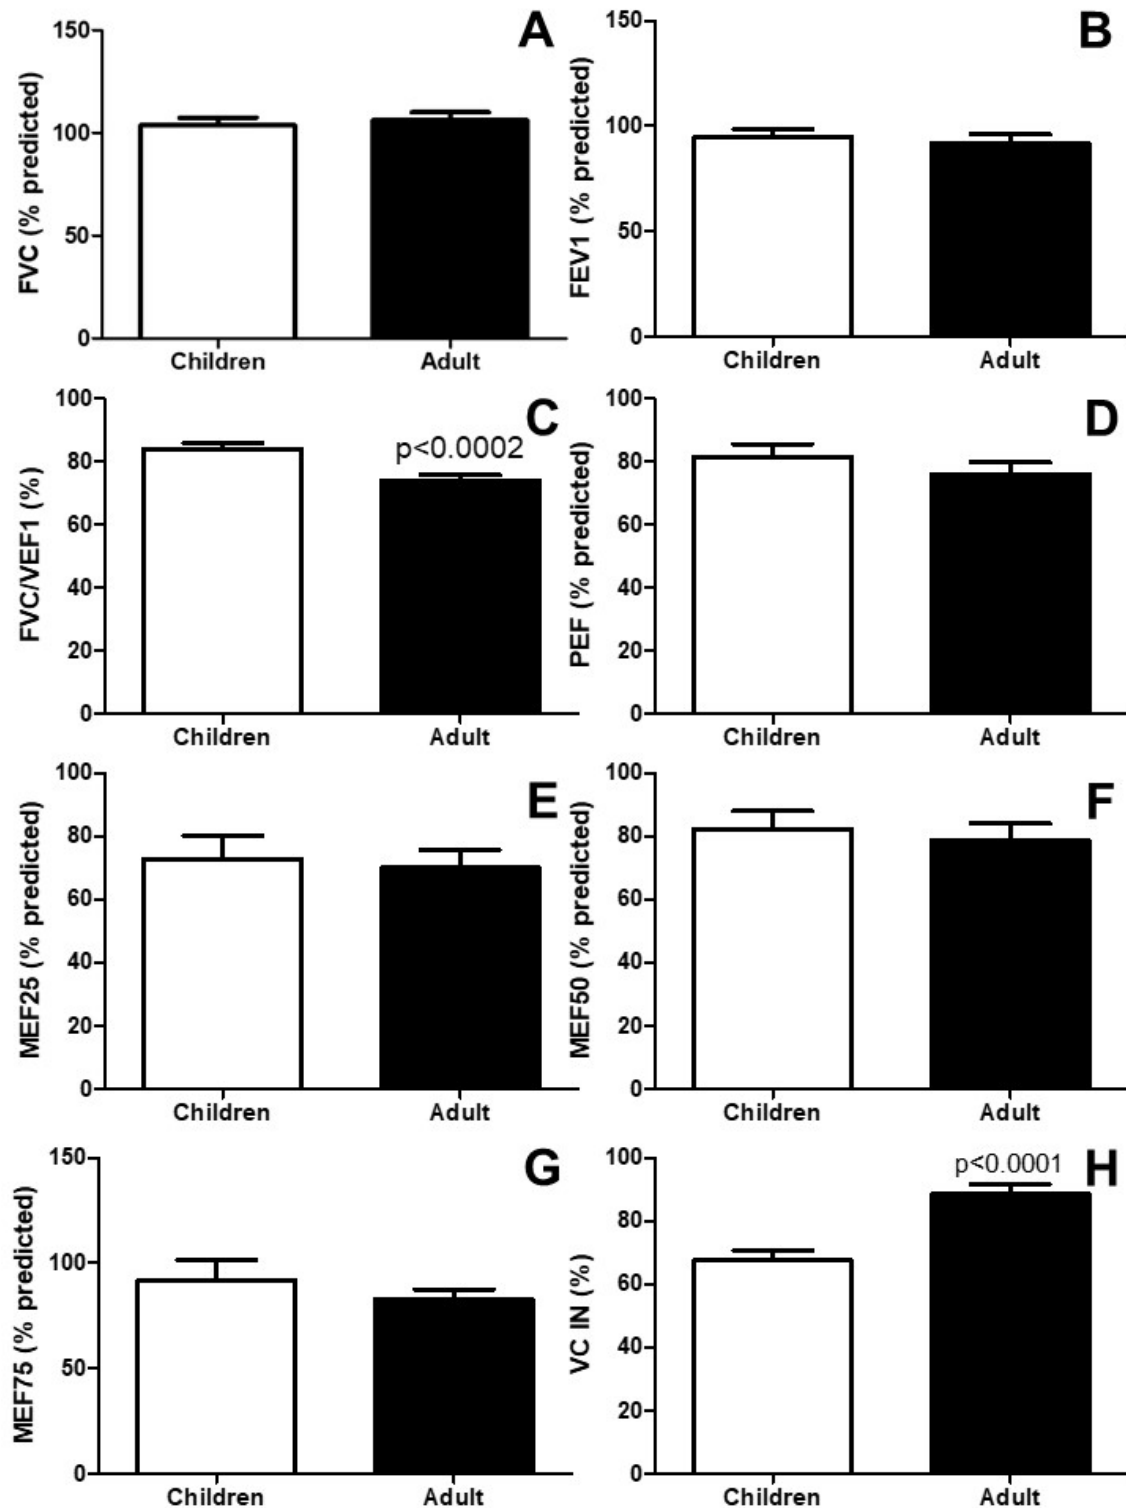 A
FVC (% predicted)
150
100
50
0
Children
Adult
B
FEV1 (% predicted)
150
100
50
0
Children
Adult
C
FVC/VEF1 (%)
100
80
60
40
20
0
p<0.0002
Children
Adult
D
PEF (% predicted)
100
80
60
40
20
0
Children
Adult
E
MEF25 (% predicted)
100
80
60
40
20
0
Children
Adult
F
MEF50 (% predicted)
100
80
60
40
20
0
Children
Adult
G
MEF75 (% predicted)
150
100
50
0
Children
Adult
H
VC IN (%)
100
80
60
40
20
0
p<0.0001
Children
Adult